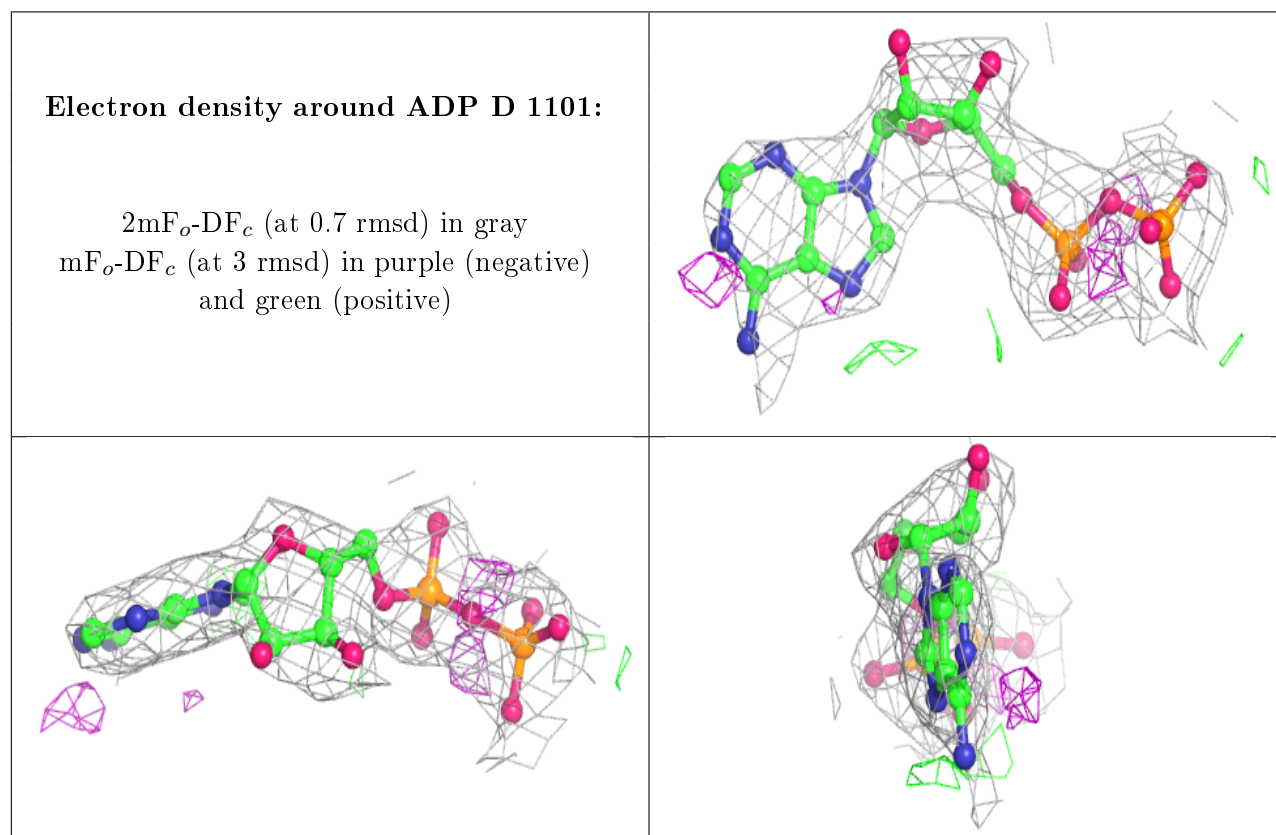 Electron density around ADP D 1101:
2mFo-DFc (at 0.7 rmsd) in gray
mFo-DFc (at 3 rmsd) in purple (negative)
and green (positive)